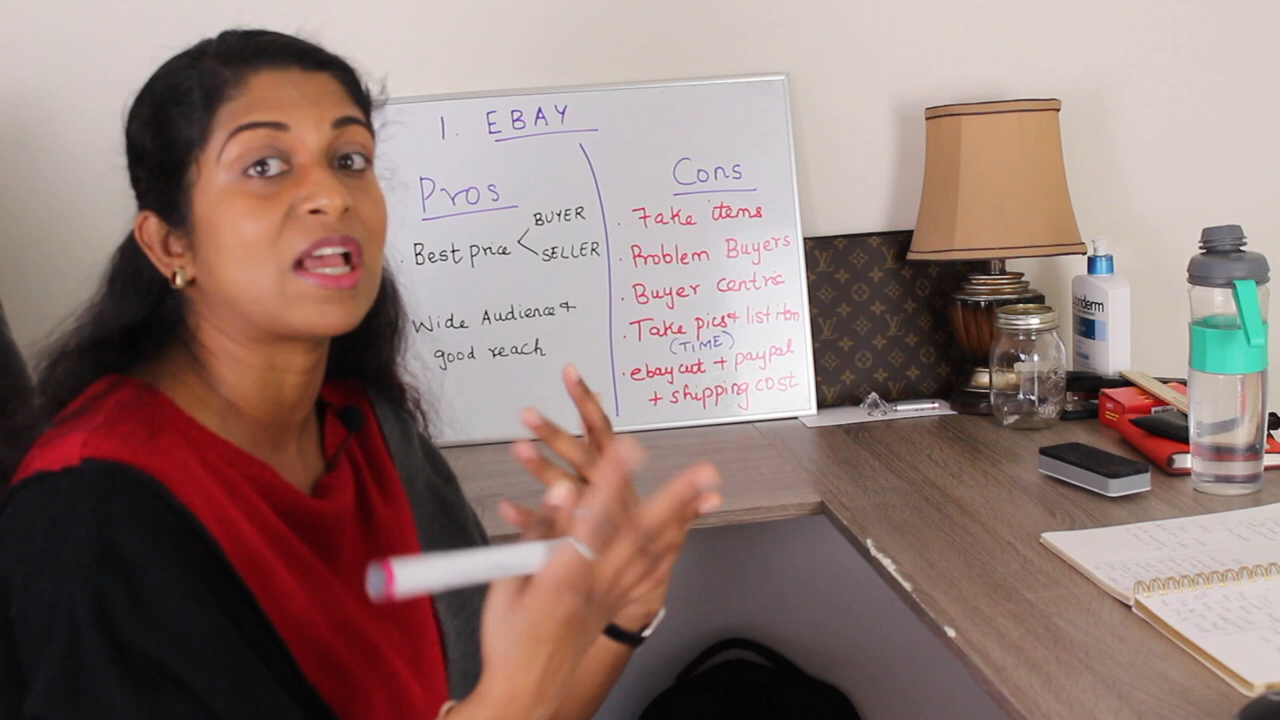 1. EBAY
Pros
· Best price < BUYER
SELLER
Wide Audience &
good reach
Cons
· Fake items
· Problem Buyers
· Buyer centric
· Take pics & list item
(TIME)
· ebay cut + paypal
+ shipping cost